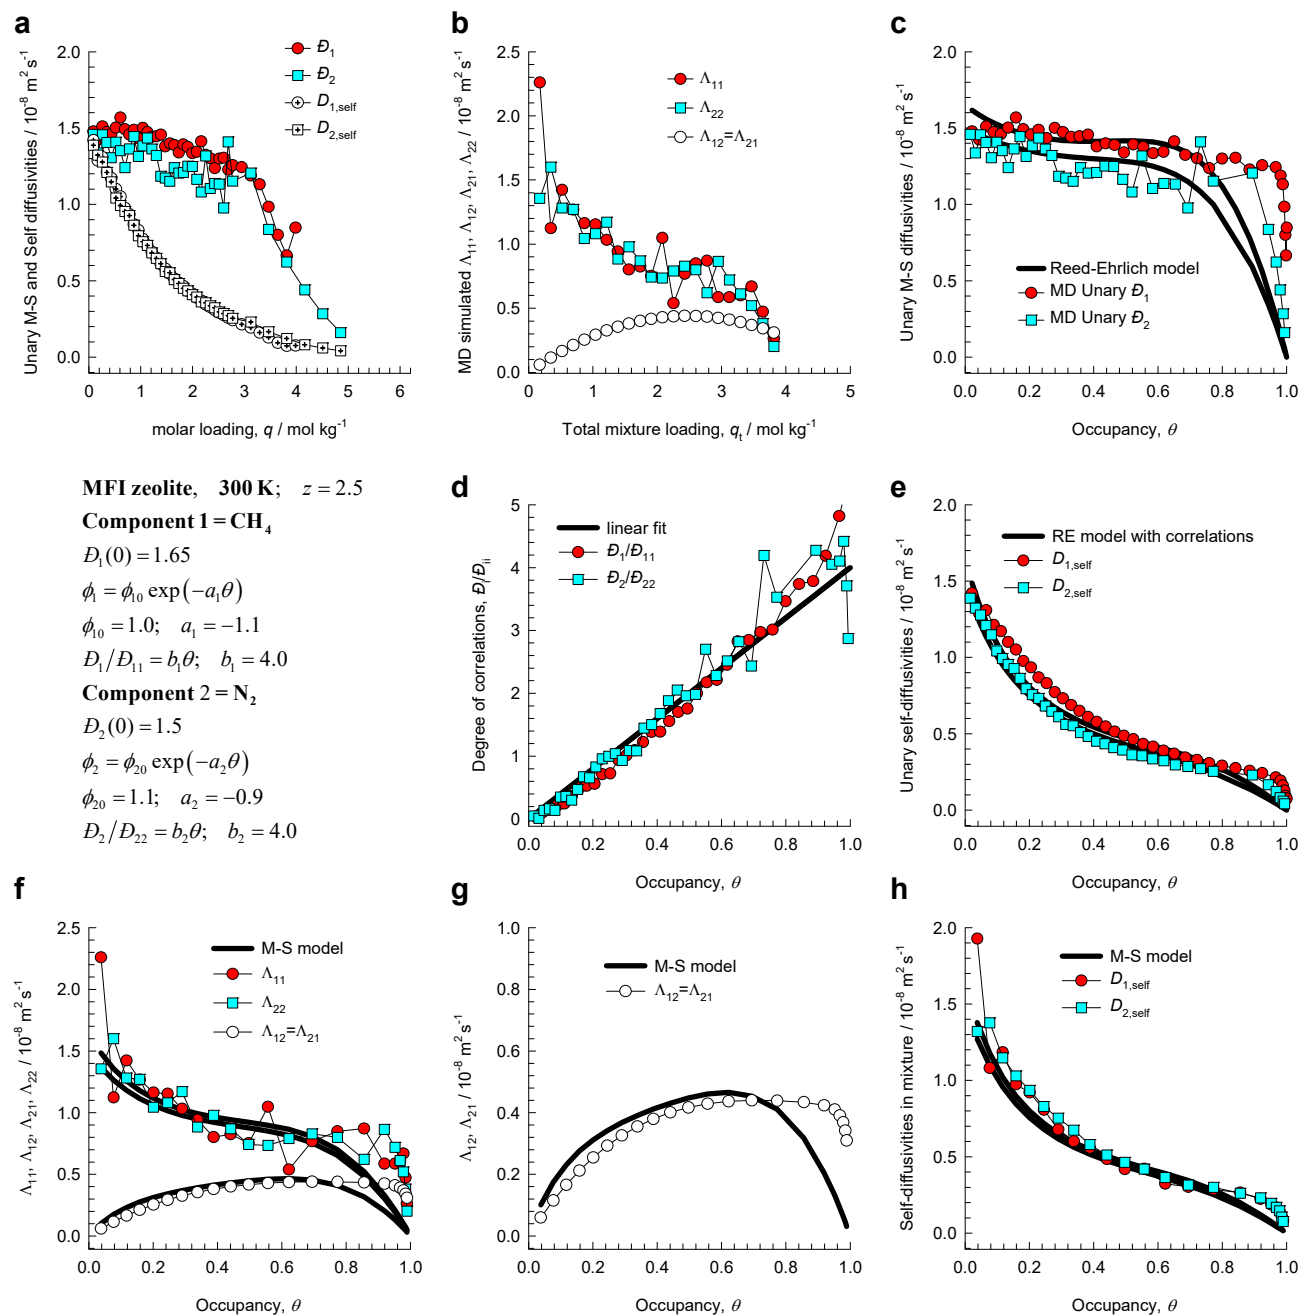 a
Unary M-S and Self diffusivities / 10⁻⁸ m² s⁻¹
2.0
1.5
1.0
0.5
0.0
Đ₁
Đ₂
D₁,self
D₂,self
0 1 2 3 4 5 6
molar loading, q / mol kg⁻¹
b
MD simulated Λ₁₁, Λ₁₂, Λ₂₁, Λ₂₂ / 10⁻⁸ m² s⁻¹
2.5
2.0
1.5
1.0
0.5
0.0
Λ₁₁
Λ₂₂
Λ₁₂=Λ₂₁
0 1 2 3 4 5
Total mixture loading, qₜ / mol kg⁻¹
c
Unary M-S diffusivities / 10⁻⁸ m² s⁻¹
2.0
1.5
1.0
0.5
0.0
Reed-Ehrlich model
MD Unary Đ₁
MD Unary Đ₂
0.0 0.2 0.4 0.6 0.8 1.0
Occupancy, θ
MFI zeolite, 300 K; z = 2.5
Component 1 = CH₄
Đ₁(0) = 1.65
ϕ₁ = ϕ₁₀ exp(−a₁θ)
ϕ₁₀ = 1.0; a₁ = −1.1
Đ₁/Đ₁₁ = b₁θ; b₁ = 4.0
Component 2 = N₂
Đ₂(0) = 1.5
ϕ₂ = ϕ₂₀ exp(−a₂θ)
ϕ₂₀ = 1.1; a₂ = −0.9
Đ₂/Đ₂₂ = b₂θ; b₂ = 4.0
d
Degree of correlations, Đᵢ/Đᵢᵢ
5
4
3
2
1
0
linear fit
Đ₁/Đ₁₁
Đ₂/Đ₂₂
0.0 0.2 0.4 0.6 0.8 1.0
Occupancy, θ
e
Unary self-diffusivities / 10⁻⁸ m² s⁻¹
2.0
1.5
1.0
0.5
0.0
RE model with correlations
D₁,self
D₂,self
0.0 0.2 0.4 0.6 0.8 1.0
Occupancy, θ
f
Λ₁₁, Λ₁₂, Λ₂₁, Λ₂₂ / 10⁻⁸ m² s⁻¹
2.5
2.0
1.5
1.0
0.5
0.0
M-S model
Λ₁₁
Λ₂₂
Λ₁₂=Λ₂₁
0.0 0.2 0.4 0.6 0.8 1.0
Occupancy, θ
g
Λ₁₂, Λ₂₁ / 10⁻⁸ m² s⁻¹
1.0
0.8
0.6
0.4
0.2
0.0
M-S model
Λ₁₂=Λ₂₁
0.0 0.2 0.4 0.6 0.8 1.0
Occupancy, θ
h
Self-diffusivities in mixture / 10⁻⁸ m² s⁻¹
2.0
1.5
1.0
0.5
0.0
M-S model
D₁,self
D₂,self
0.0 0.2 0.4 0.6 0.8 1.0
Occupancy, θ